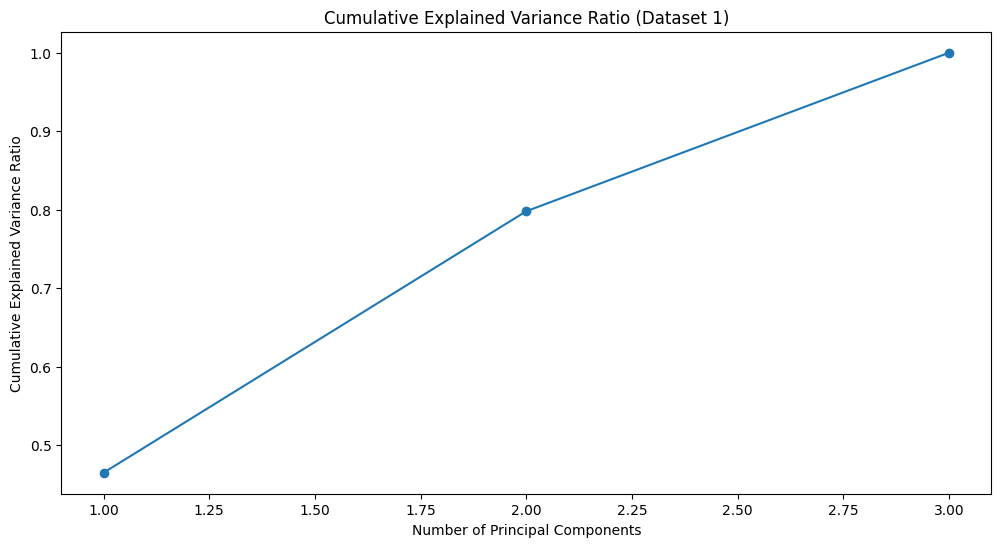 Cumulative Explained Variance Ratio (Dataset 1)
Cumulative Explained Variance Ratio
1.0
0.9
0.8
0.7
0.6
0.5
1.00 1.25 1.50 1.75 2.00 2.25 2.50 2.75 3.00
Number of Principal Components